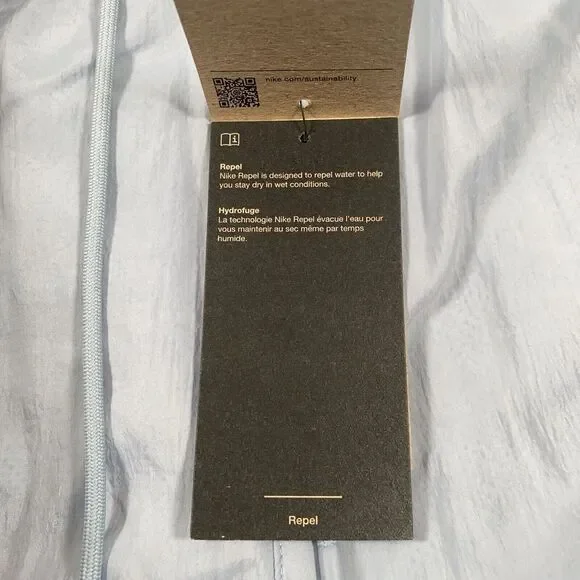 nike.com/sustainability
Repel
Nike Repel is designed to repel water to help
you stay dry in wet conditions.
Hydrofuge
La technologie Nike Repel évacue l'eau pour
vous maintenir au sec même par temps
humide.
Repel